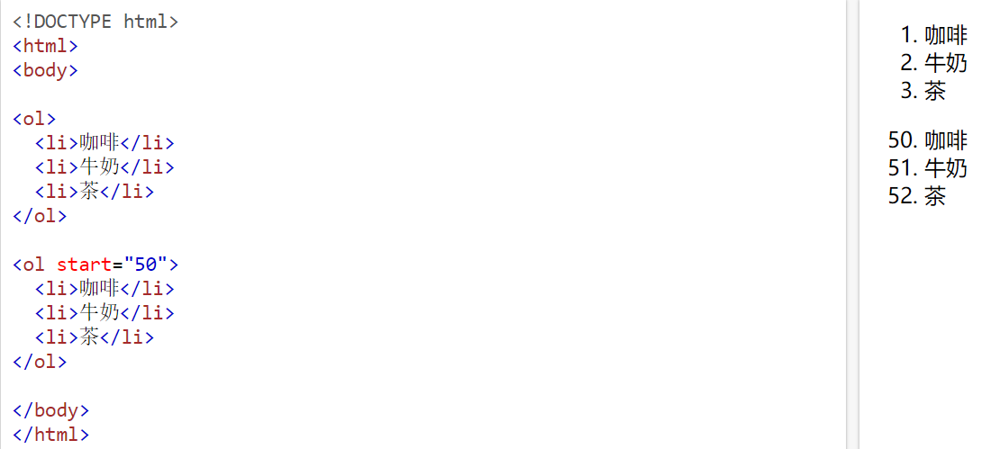 <!DOCTYPE html>
<html>
<body>
<ol>
<li>咖啡</li>
<li>牛奶</li>
<li>茶</li>
</ol>
<ol start="50">
<li>咖啡</li>
<li>牛奶</li>
<li>茶</li>
</ol>
</body>
</html>
1. 咖啡
2. 牛奶
3. 茶
50. 咖啡
51. 牛奶
52. 茶